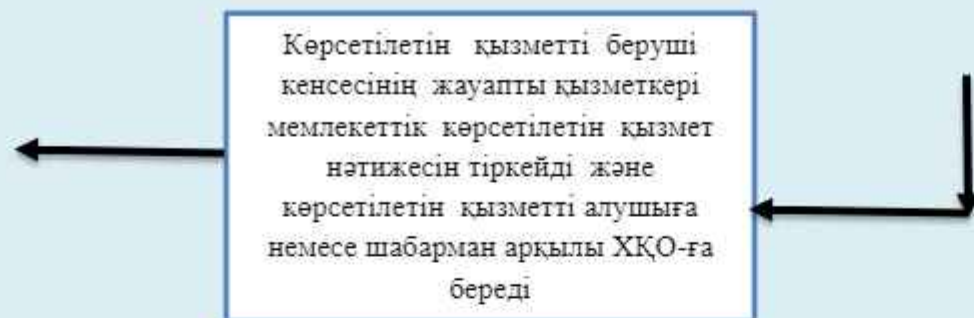 Көрсетілетін қызметті беруші
кенсесінің жауапты қызметкері
мемлекеттік көрсетілетін қызмет
нәтижесін тіркейді және
көрсетілетін қызметті алушыға
немесе шабарман арқылы ХҚО-ға
береді